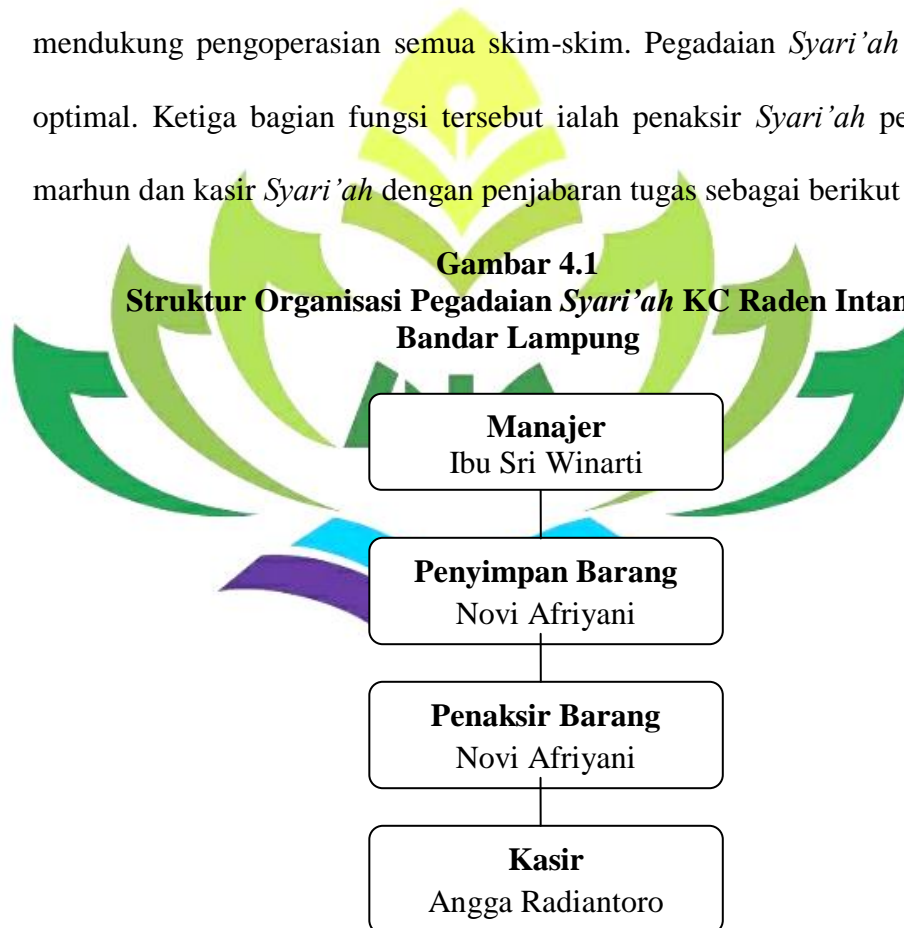 mendukung pengoperasian semua skim-skim. Pegadaian Syari’ah
optimal. Ketiga bagian fungsi tersebut ialah penaksir Syari’ah
marhun dan kasir Syari’ah dengan penjabaran tugas sebagai berikut
Gambar 4.1
Struktur Organisasi Pegadaian Syari’ah KC Raden Intan
Bandar Lampung
Manajer
Ibu Sri Winarti
Penyimpan Barang
Novi Afriyani
Penaksir Barang
Novi Afriyani
Kasir
Angga Radiantoro